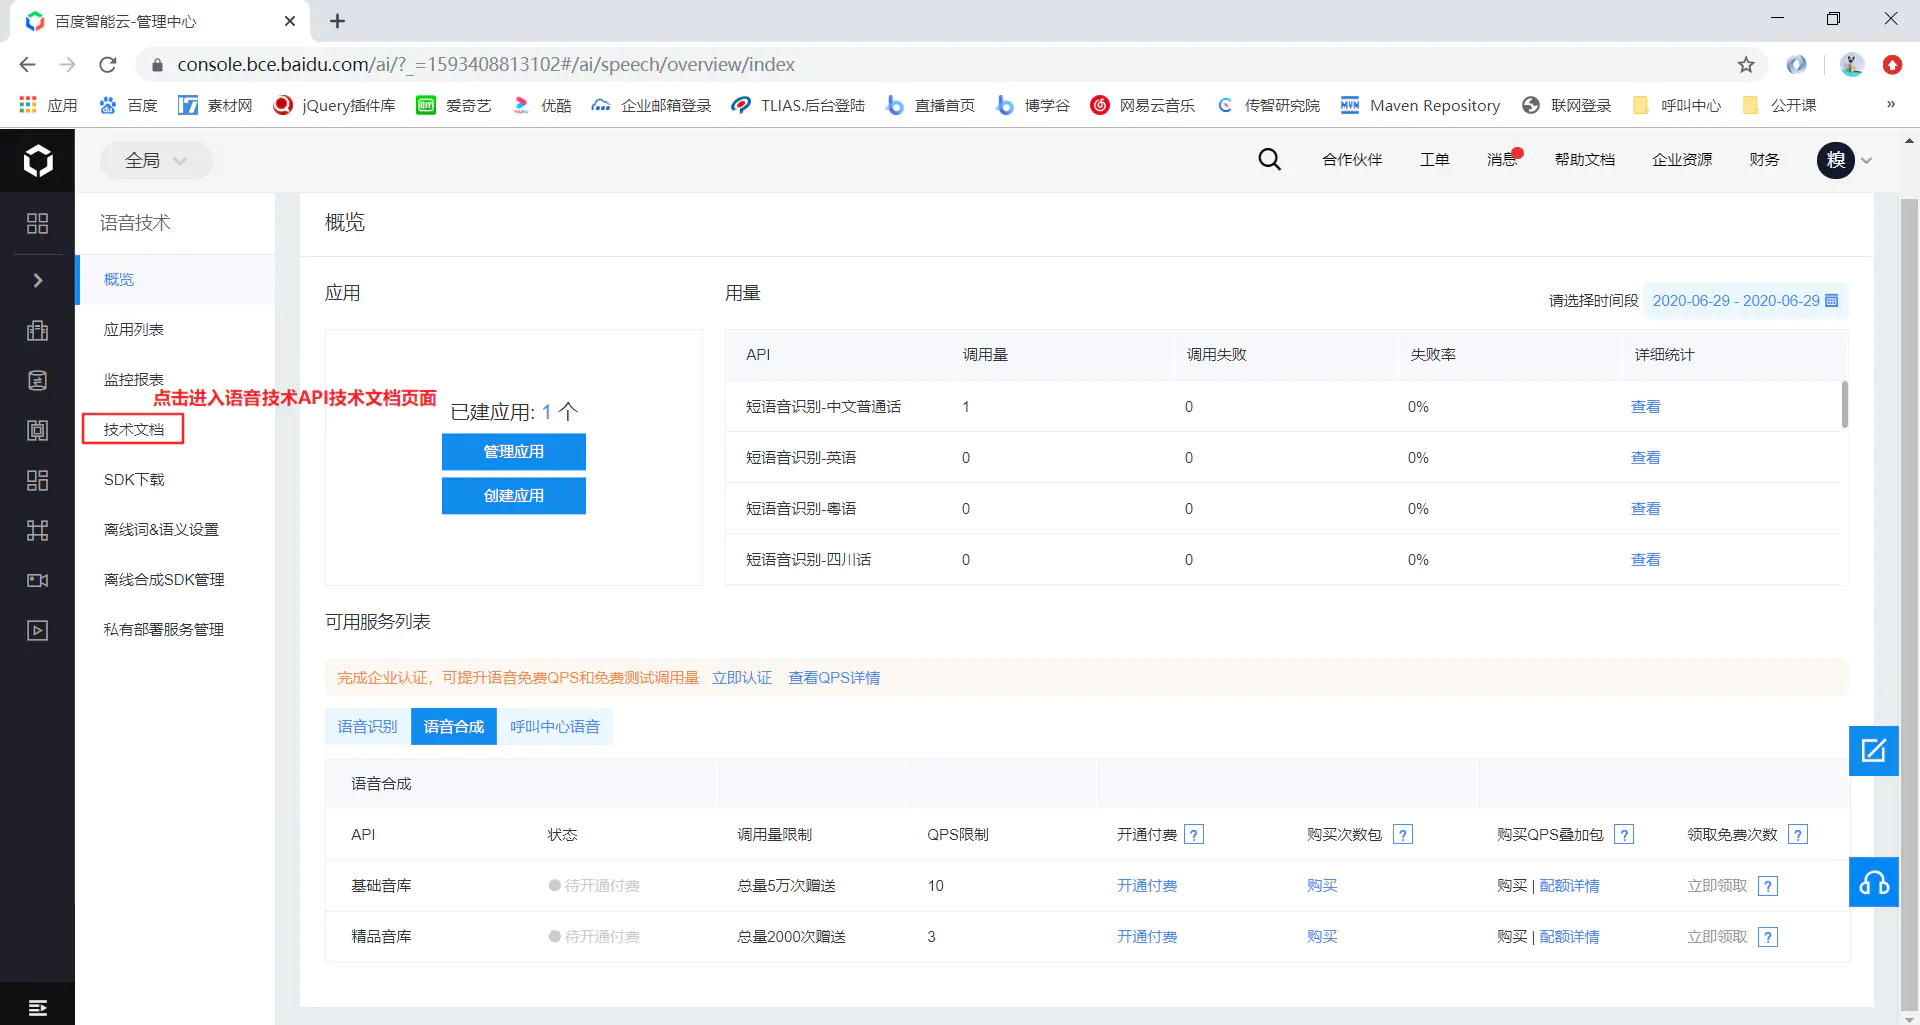 百度智能云-管理中心
console.bce.baidu.com/ai/?_=1593408813102#/ai/speech/overview/index
应用 百度 素材网 jQuery插件库 爱奇艺 优酷 企业邮箱登录 TLIAS.后台登陆 直播首页 博学谷 网易云音乐 传智研究院 Maven Repository 联网登录 呼叫中心 公开课 »
全局 合作伙伴 工单 消息 帮助文档 企业资源 财务 糗
语音技术
概览
应用列表
监控报表
点击进入语音技术API技术文档页面
技术文档
SDK下载
离线词&语义设置
离线合成SDK管理
私有部署服务管理
概览
应用
已建应用: 1 个
管理应用
创建应用
用量
请选择时间段 2020-06-29 - 2020-06-29
API 调用量 调用失败 失败率 详细统计
短语音识别-中文普通话 1 0 0% 查看
短语音识别-英语 0 0 0% 查看
短语音识别-粤语 0 0 0% 查看
短语音识别-四川话 0 0 0% 查看
可用服务列表
完成企业认证，可提升语音免费QPS和免费测试调用量 立即认证 查看QPS详情
语音识别 语音合成 呼叫中心语音
语音合成
API 状态 调用量限制 QPS限制 开通付费 ? 购买次数包 ? 购买QPS叠加包 ? 领取免费次数 ?
基础音库 待开通付费 总量5万次赠送 10 开通付费 购买 购买 | 配额详情 立即领取 ?
精品音库 待开通付费 总量2000次赠送 3 开通付费 购买 购买 | 配额详情 立即领取 ?